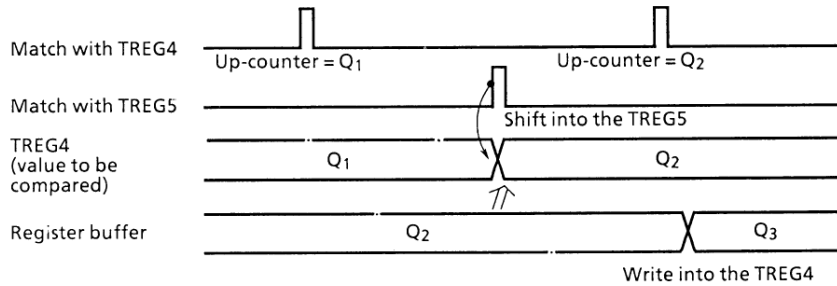 Match with TREG4
Up-counter = Q1
Up-counter = Q2
Match with TREG5
Shift into the TREG5
TREG4
(value to be
compared)
Q1
Q2
Register buffer
Q2
Q3
Write into the TREG4